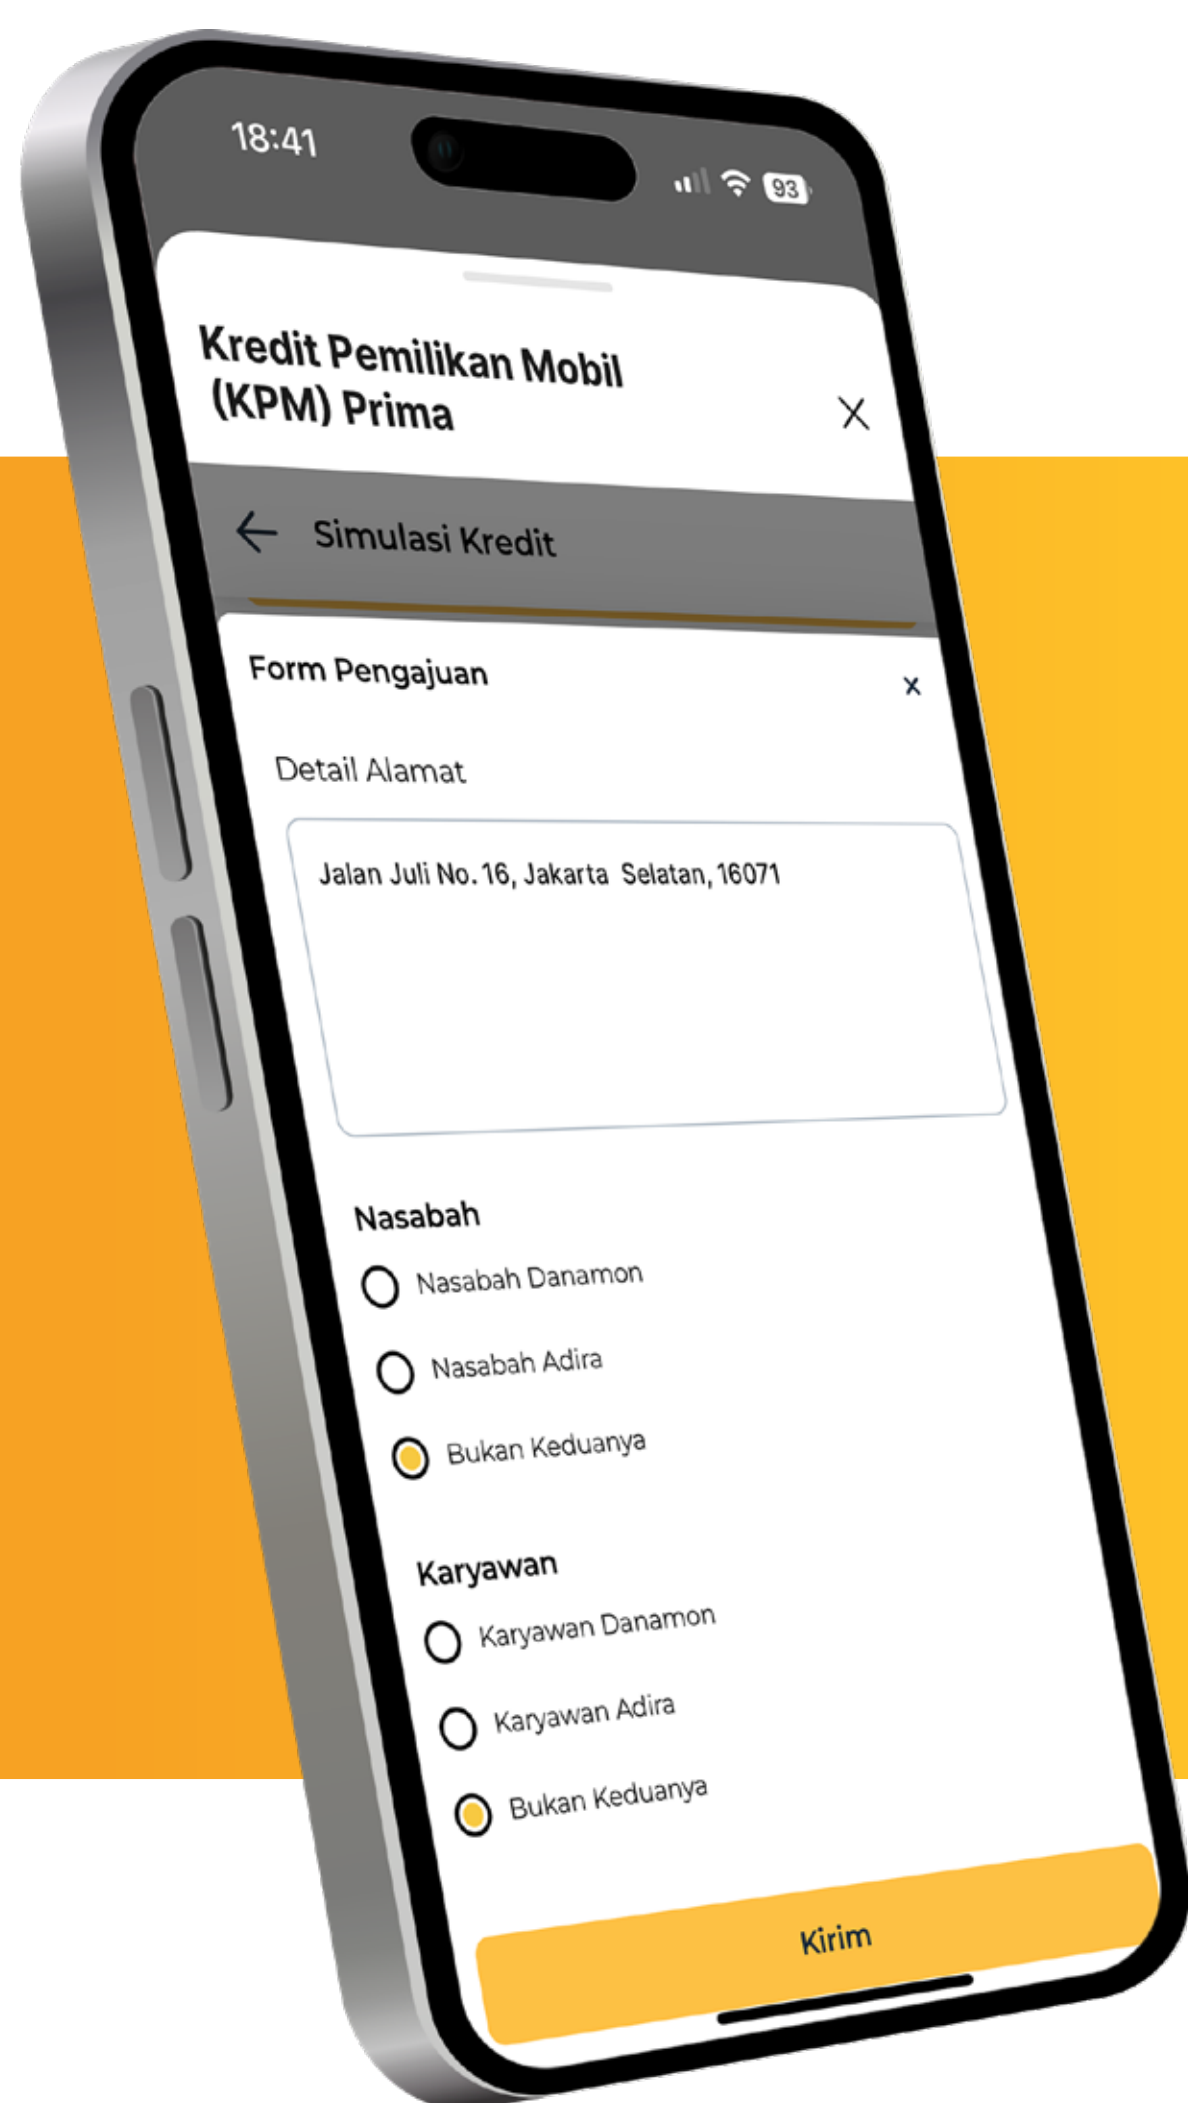 18:41
93
Kredit Pemilikan Mobil
(KPM) Prima
Simulasi Kredit
Form Pengajuan
x
Detail Alamat
Jalan Juli No. 16, Jakarta Selatan, 16071
Nasabah
Nasabah Danamon
Nasabah Adira
Bukan Keduanya
Karyawan
Karyawan Danamon
Karyawan Adira
Bukan Keduanya
Kirim